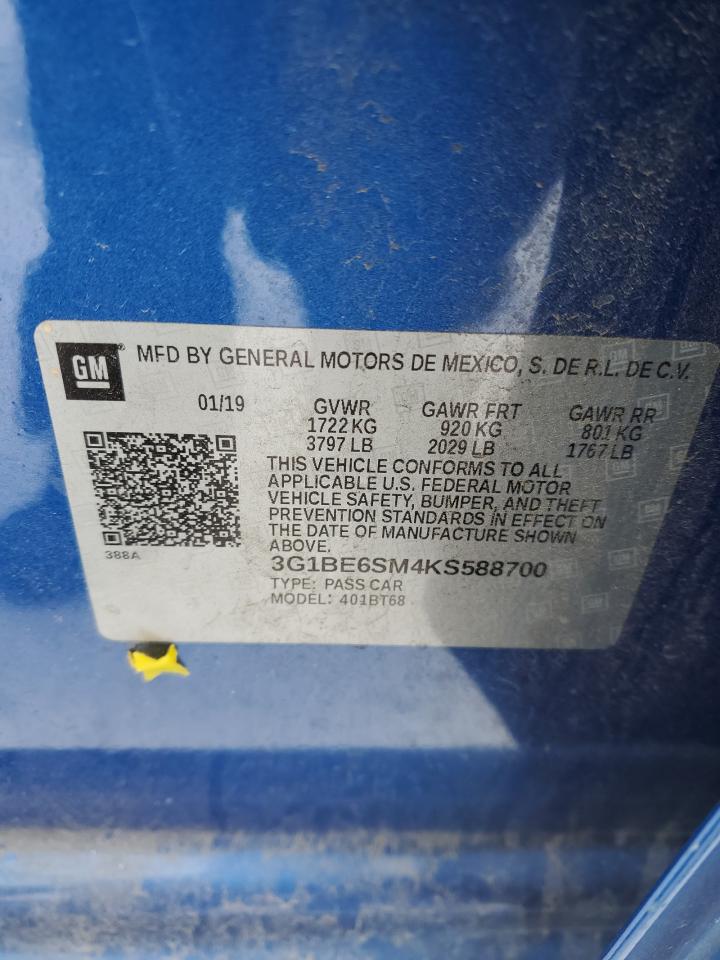 GM ® MFD BY GENERAL MOTORS DE MEXICO, S. DE R.L. DE C.V.
01/19 GVWR GAWR FRT GAWR RR
1722 KG 920 KG 801 KG
3797 LB 2029 LB 1767 LB
THIS VEHICLE CONFORMS TO ALL
APPLICABLE U.S. FEDERAL MOTOR
VEHICLE SAFETY, BUMPER, AND THEFT
PREVENTION STANDARDS IN EFFECT ON
THE DATE OF MANUFACTURE SHOWN
ABOVE.
388A
3G1BE6SM4KS588700
TYPE: PASS CAR
MODEL: 401BT68